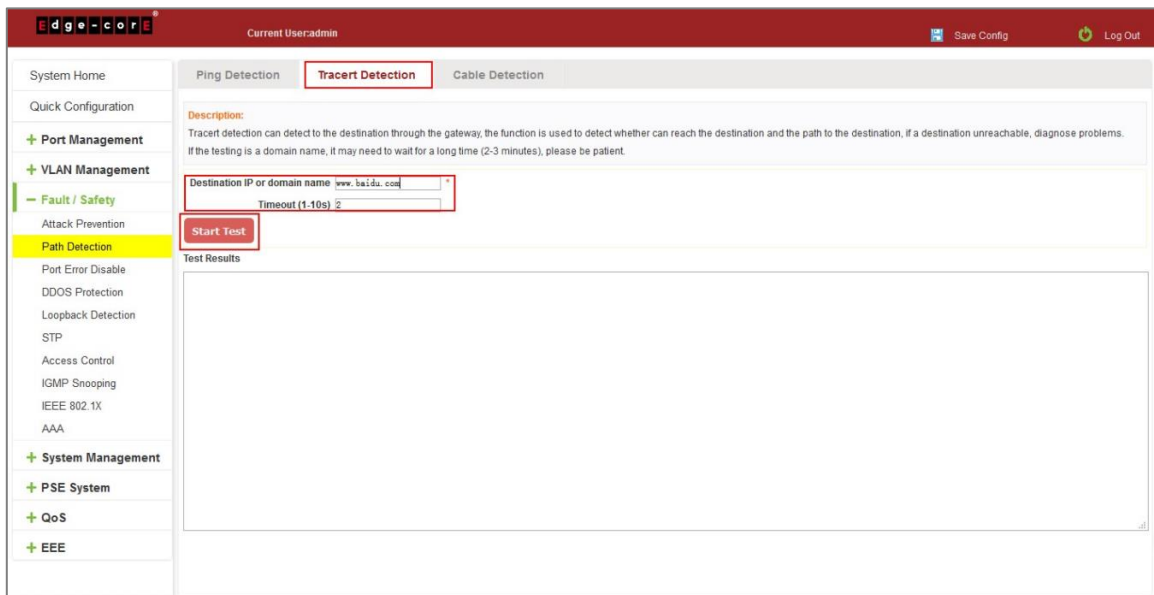 Edge-corE®
Current User:admin
Save Config
Log Out
System Home
Quick Configuration
+ Port Management
+ VLAN Management
− Fault / Safety
Attack Prevention
Path Detection
Port Error Disable
DDOS Protection
Loopback Detection
STP
Access Control
IGMP Snooping
IEEE 802.1X
AAA
+ System Management
+ PSE System
+ QoS
+ EEE
Ping Detection
Tracert Detection
Cable Detection
Description:
Tracert detection can detect to the destination through the gateway, the function is used to detect whether can reach the destination and the path to the destination, if a destination unreachable, diagnose problems.
If the testing is a domain name, it may need to wait for a long time (2-3 minutes), please be patient.
Destination IP or domain name www.baidu.com *
Timeout (1-10s) 2
Start Test
Test Results